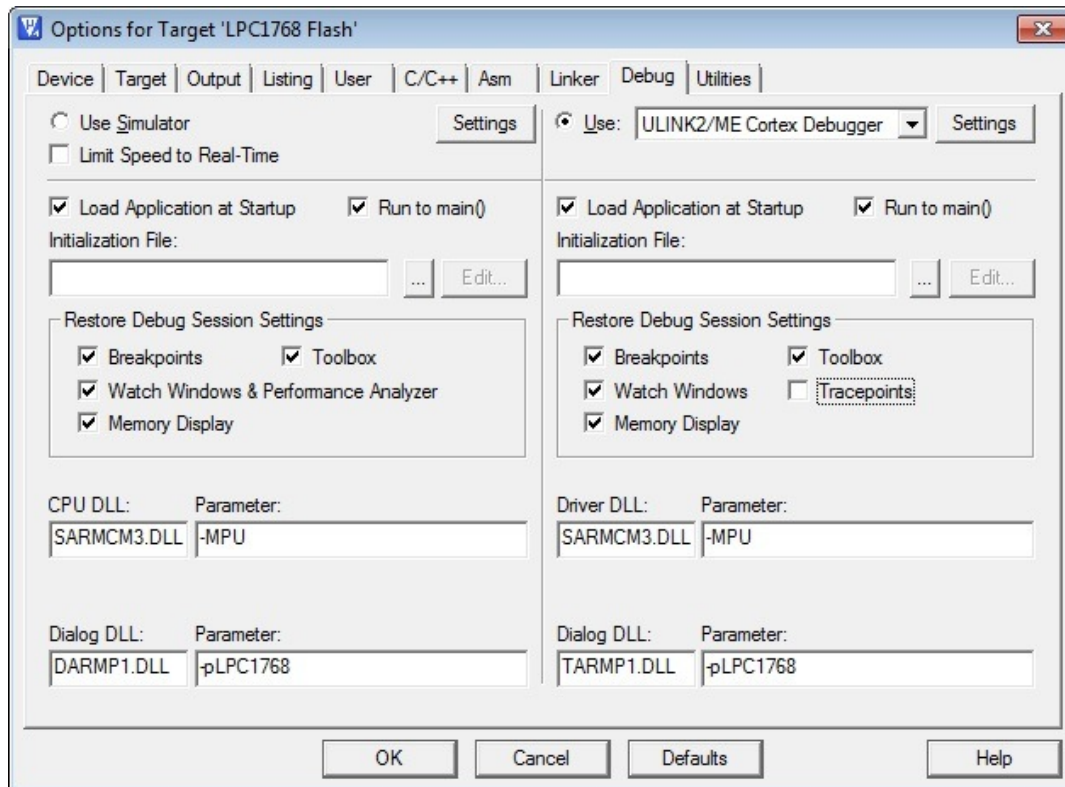 Options for Target 'LPC1768 Flash'
Device Target Output Listing User C/C++ Asm Linker Debug Utilities
Use Simulator Settings
Limit Speed to Real-Time
Use: ULINK2/ME Cortex Debugger Settings
Load Application at Startup Run to main()
Initialization File:
... Edit...
Restore Debug Session Settings
Breakpoints Toolbox
Watch Windows & Performance Analyzer
Memory Display
CPU DLL: Parameter:
SARMCM3.DLL -MPU
Dialog DLL: Parameter:
DARMP1.DLL -pLPC1768
Load Application at Startup Run to main()
Initialization File:
... Edit...
Restore Debug Session Settings
Breakpoints Toolbox
Watch Windows Tracepoints
Memory Display
Driver DLL: Parameter:
SARMCM3.DLL -MPU
Dialog DLL: Parameter:
TARMP1.DLL -pLPC1768
OK Cancel Defaults Help